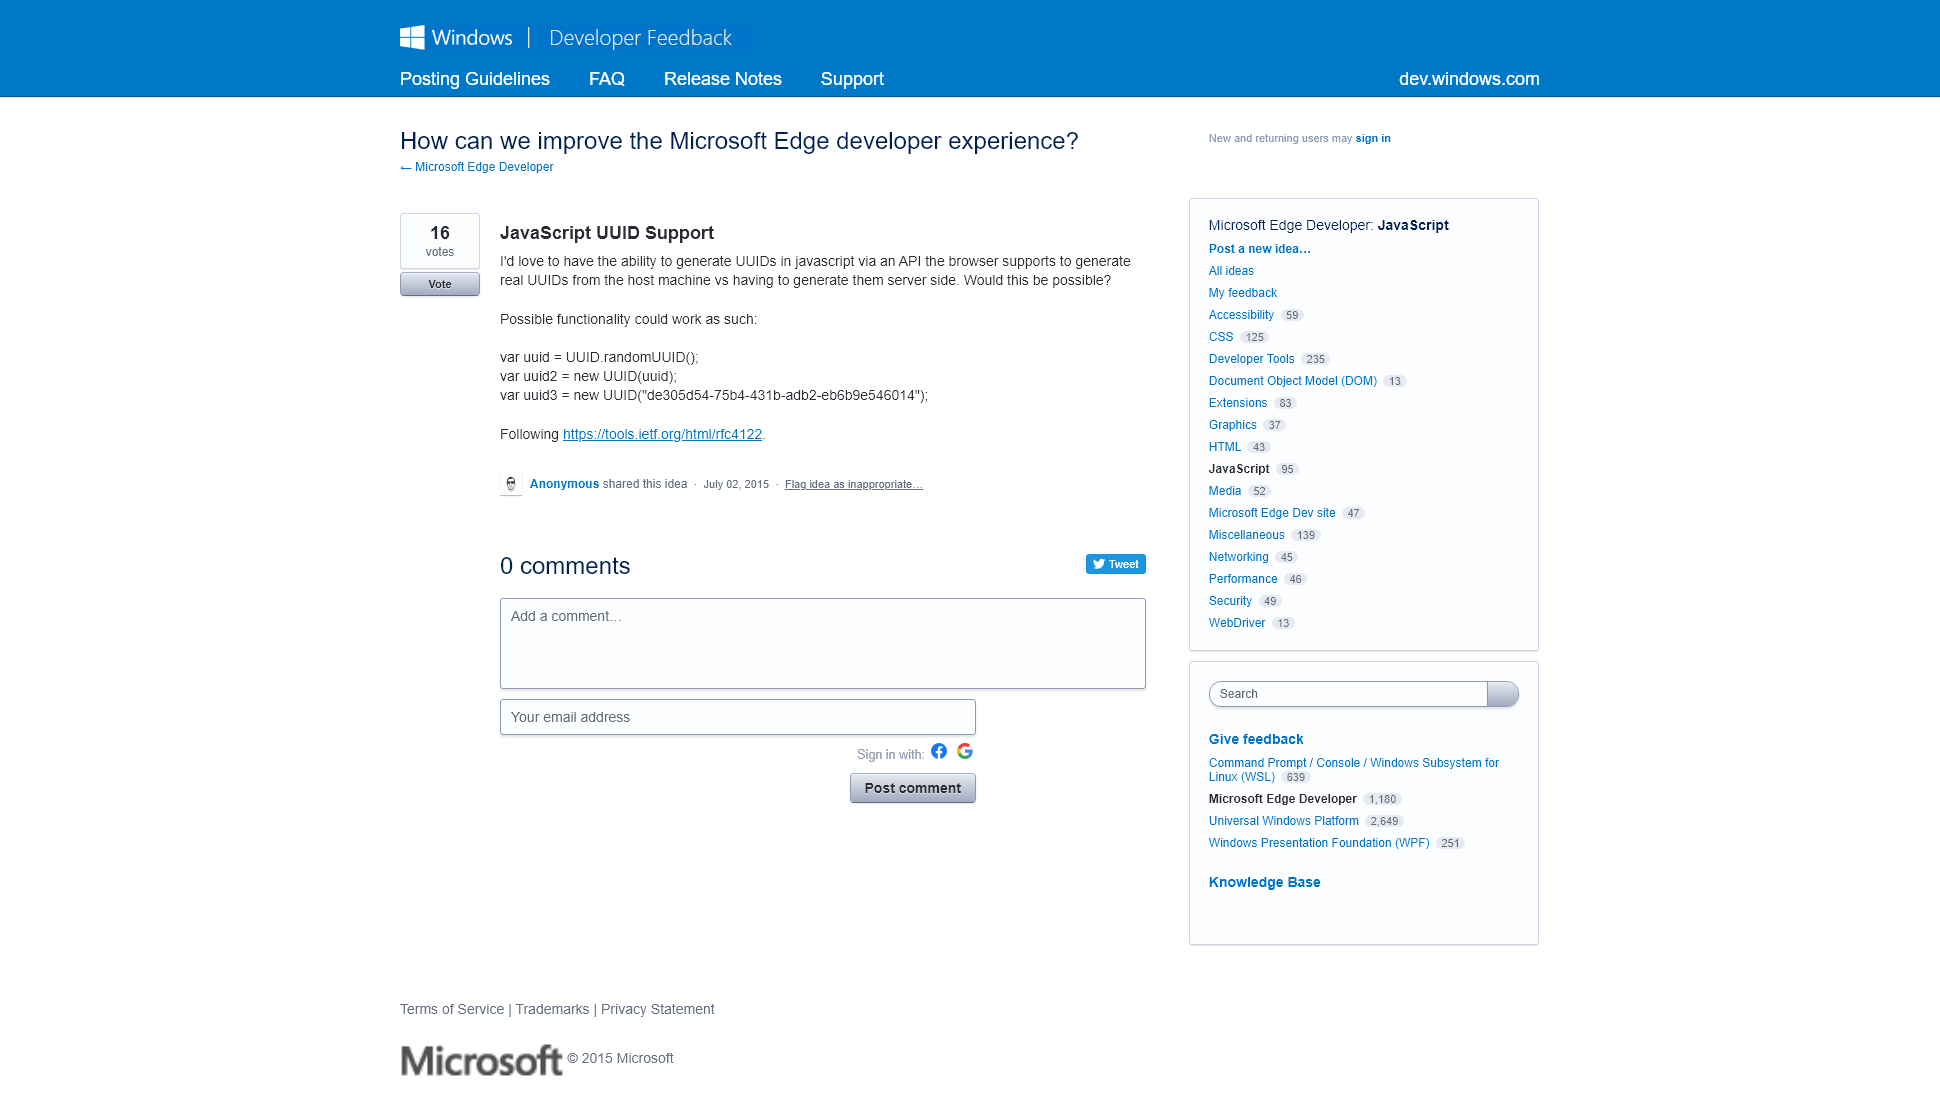 Windows | Developer Feedback
Posting Guidelines FAQ Release Notes Support dev.windows.com
How can we improve the Microsoft Edge developer experience?
← Microsoft Edge Developer
New and returning users may sign in
16
votes
Vote
JavaScript UUID Support
I'd love to have the ability to generate UUIDs in javascript via an API the browser supports to generate
real UUIDs from the host machine vs having to generate them server side. Would this be possible?
Possible functionality could work as such:
var uuid = UUID.randomUUID();
var uuid2 = new UUID(uuid);
var uuid3 = new UUID("de305d54-75b4-431b-adb2-eb6b9e546014");
Following https://tools.ietf.org/html/rfc4122.
Anonymous shared this idea · July 02, 2015 · Flag idea as inappropriate…
0 comments
Tweet
Add a comment…
Your email address
Sign in with:
Post comment
Microsoft Edge Developer: JavaScript
Post a new idea…
All ideas
My feedback
Accessibility 59
CSS 125
Developer Tools 235
Document Object Model (DOM) 13
Extensions 83
Graphics 37
HTML 43
JavaScript 95
Media 52
Microsoft Edge Dev site 47
Miscellaneous 139
Networking 45
Performance 46
Security 49
WebDriver 13
Search
Give feedback
Command Prompt / Console / Windows Subsystem for
Linux (WSL) 639
Microsoft Edge Developer 1,180
Universal Windows Platform 2,649
Windows Presentation Foundation (WPF) 251
Knowledge Base
Terms of Service | Trademarks | Privacy Statement
Microsoft © 2015 Microsoft